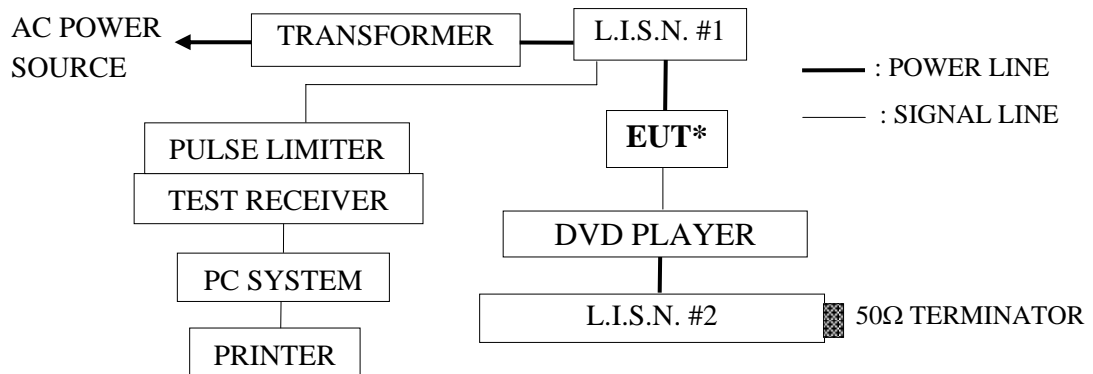 AC POWER
SOURCE
TRANSFORMER
L.I.S.N. #1
: POWER LINE
: SIGNAL LINE
EUT*
PULSE LIMITER
TEST RECEIVER
DVD PLAYER
PC SYSTEM
L.I.S.N. #2
50Ω TERMINATOR
PRINTER